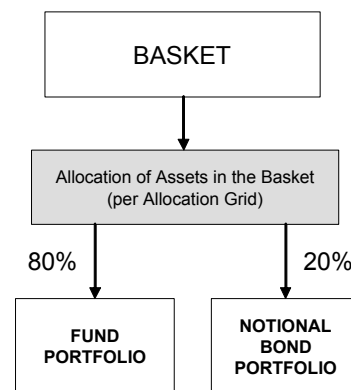 BASKET
Allocation of Assets in the Basket
(per Allocation Grid)
80%
20%
FUND
PORTFOLIO
NOTIONAL
BOND
PORTFOLIO